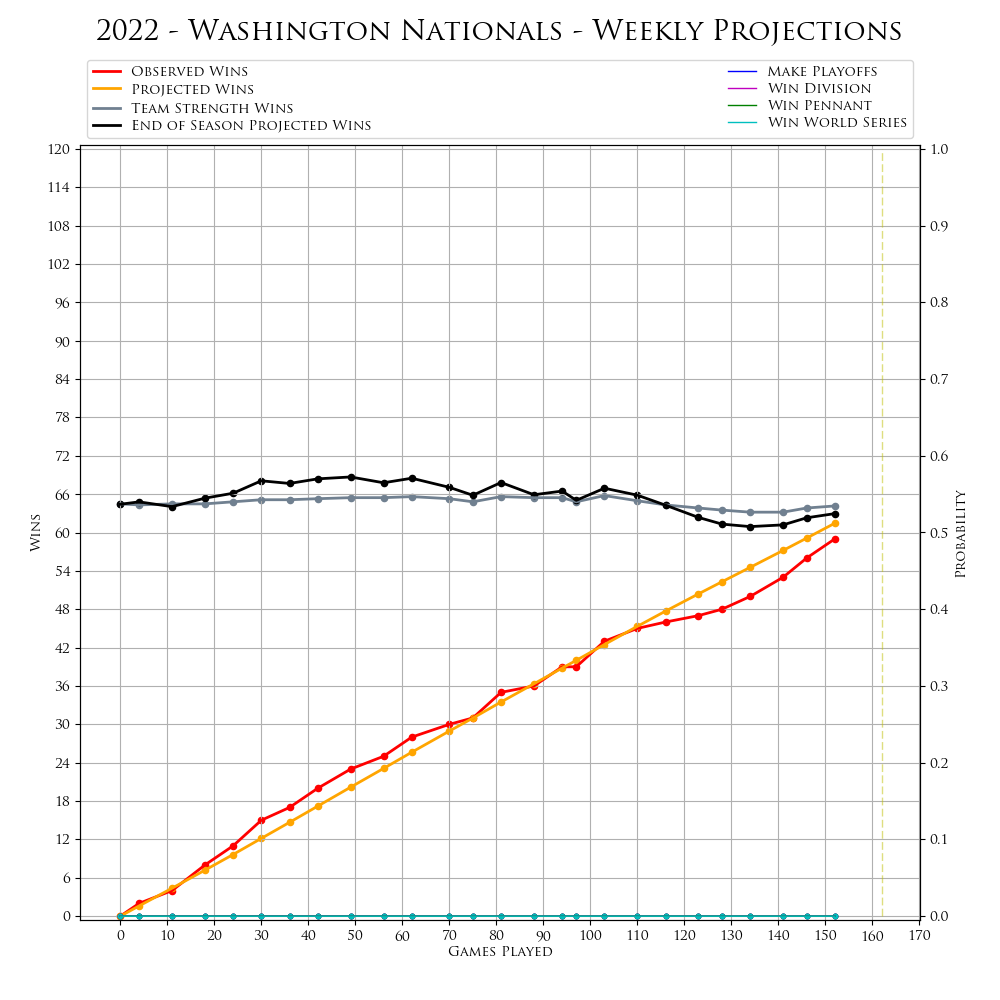 2022 - Washington Nationals - Weekly Projections
Observed Wins
Projected Wins
Team Strength Wins
End of Season Projected Wins
Make Playoffs
Win Division
Win Pennant
Win World Series
120
114
108
102
96
90
84
78
72
66
60
54
48
42
36
30
24
18
12
6
0
Wins
1.0
0.9
0.8
0.7
0.6
0.5
0.4
0.3
0.2
0.1
0.0
Probability
0 10 20 30 40 50 60 70 80 90 100 110 120 130 140 150 160 170
Games Played